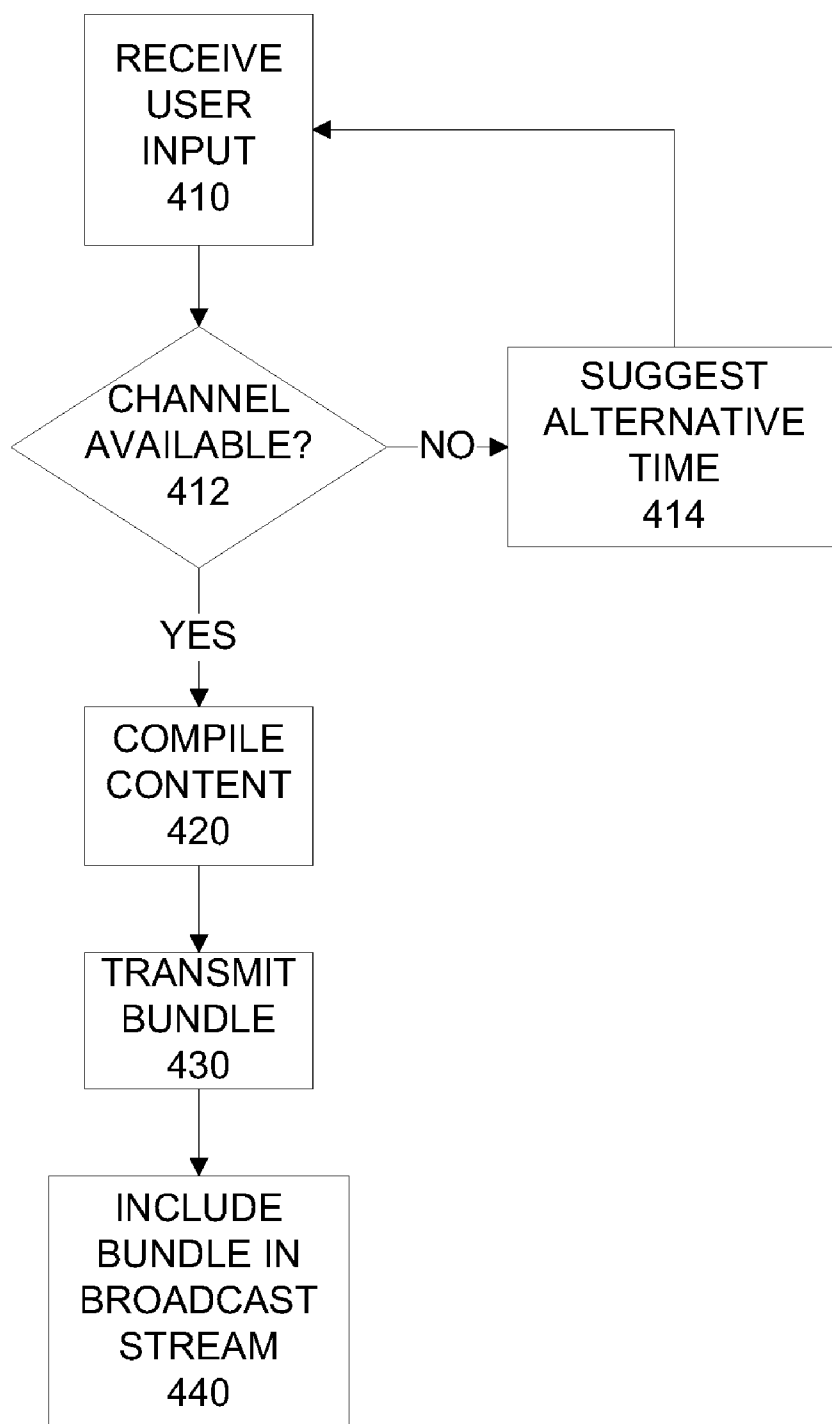 RECEIVE
USER
INPUT
410
CHANNEL
AVAILABLE?
412
NO
SUGGEST
ALTERNATIVE
TIME
414
YES
COMPILE
CONTENT
420
TRANSMIT
BUNDLE
430
INCLUDE
BUNDLE IN
BROADCAST
STREAM
440